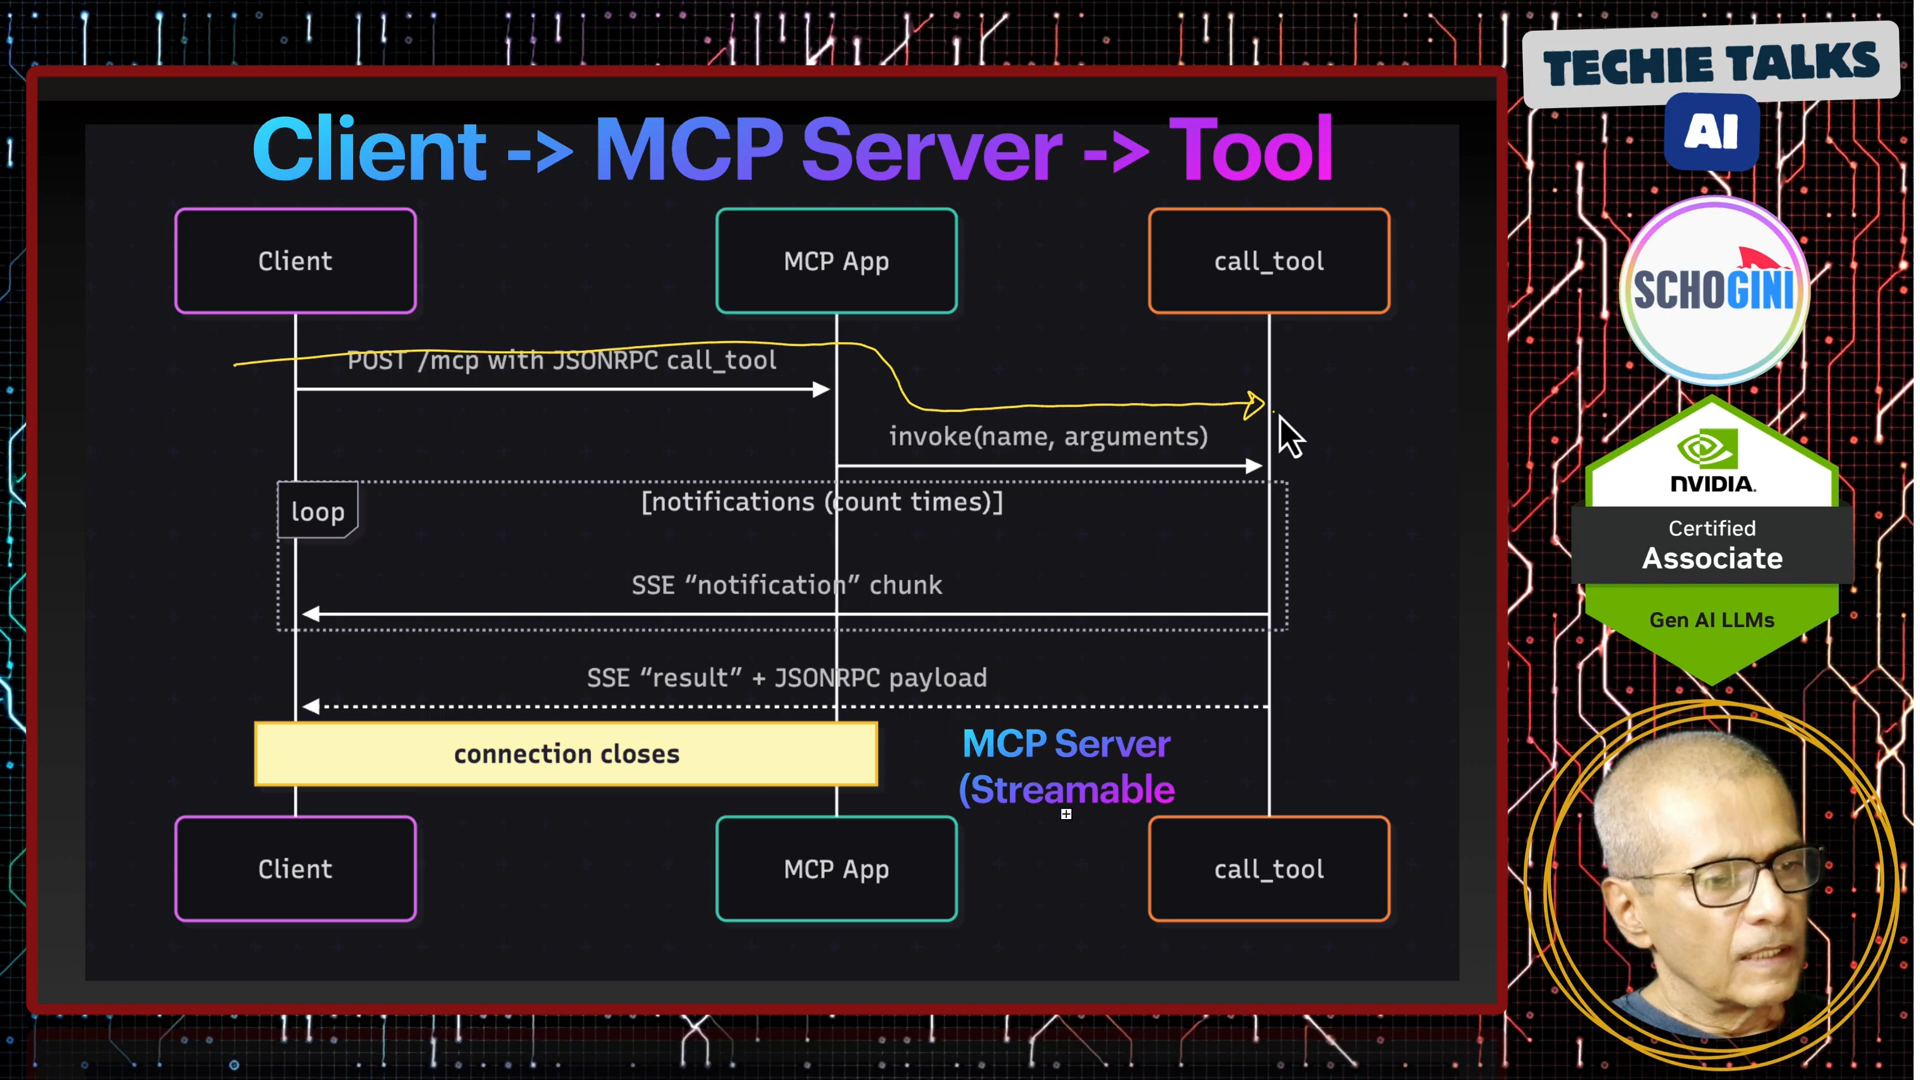 TECHIE TALKS
AI
SCHOGINI
NVIDIA.
Certified
Associate
Gen AI LLMs
Client -> MCP Server -> Tool
Client
MCP App
call_tool
POST /mcp with JSONRPC call_tool
invoke(name, arguments)
loop
[notifications (count times)]
SSE “notification” chunk
SSE “result” + JSONRPC payload
connection closes
MCP Server
(Streamable
Client
MCP App
call_tool